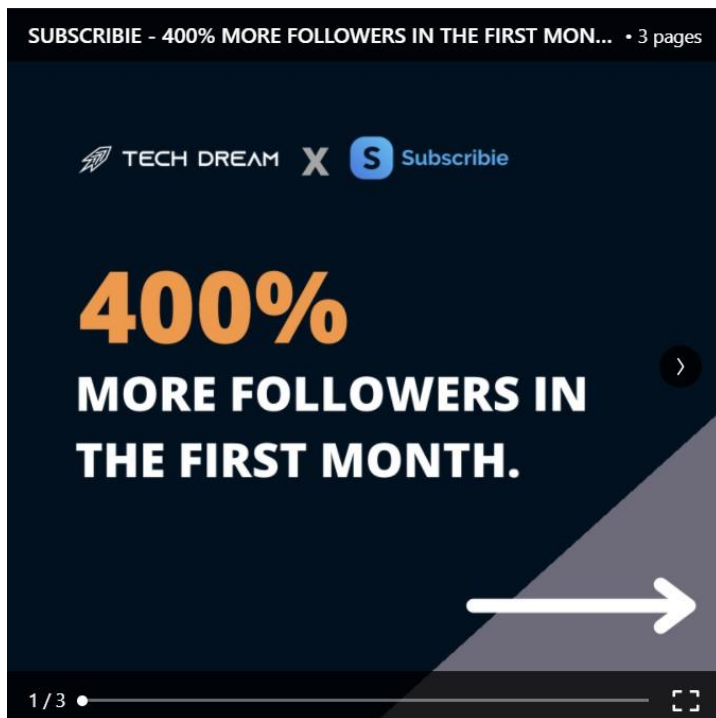 SUBSCRIBIE - 400% MORE FOLLOWERS IN THE FIRST MON... • 3 pages
TECH DREAM X S Subscribie
400%
MORE FOLLOWERS IN
THE FIRST MONTH.
1 / 3